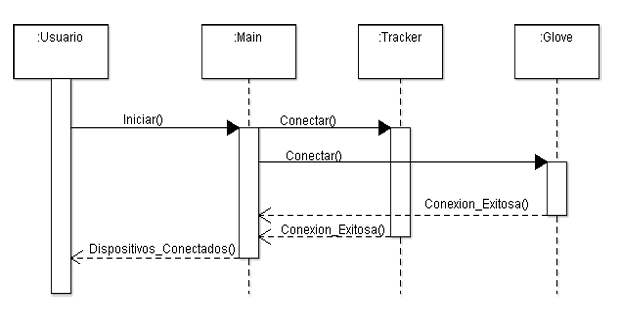 :Usuario
:Main
:Tracker
:Glove
Iniciar()
Conectar()
Conectar()
Conexion_Exitosa()
Conexion_Exitosa()
Dispositivos_Conectados()